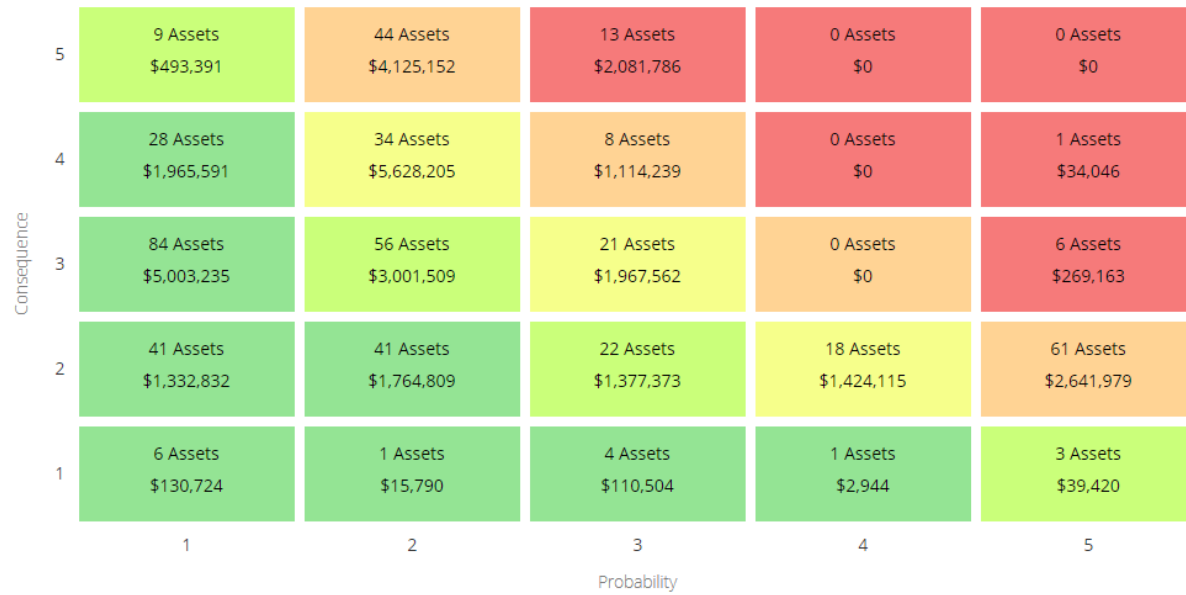 9 Assets
$493,391
44 Assets
$4,125,152
13 Assets
$2,081,786
0 Assets
$0
0 Assets
$0
5
28 Assets
$1,965,591
34 Assets
$5,628,205
8 Assets
$1,114,239
0 Assets
$0
1 Assets
$34,046
4
84 Assets
$5,003,235
56 Assets
$3,001,509
21 Assets
$1,967,562
0 Assets
$0
6 Assets
$269,163
3
41 Assets
$1,332,832
41 Assets
$1,764,809
22 Assets
$1,377,373
18 Assets
$1,424,115
61 Assets
$2,641,979
2
6 Assets
$130,724
1 Assets
$15,790
4 Assets
$110,504
1 Assets
$2,944
3 Assets
$39,420
1
Consequence
1
2
3
4
5
Probability